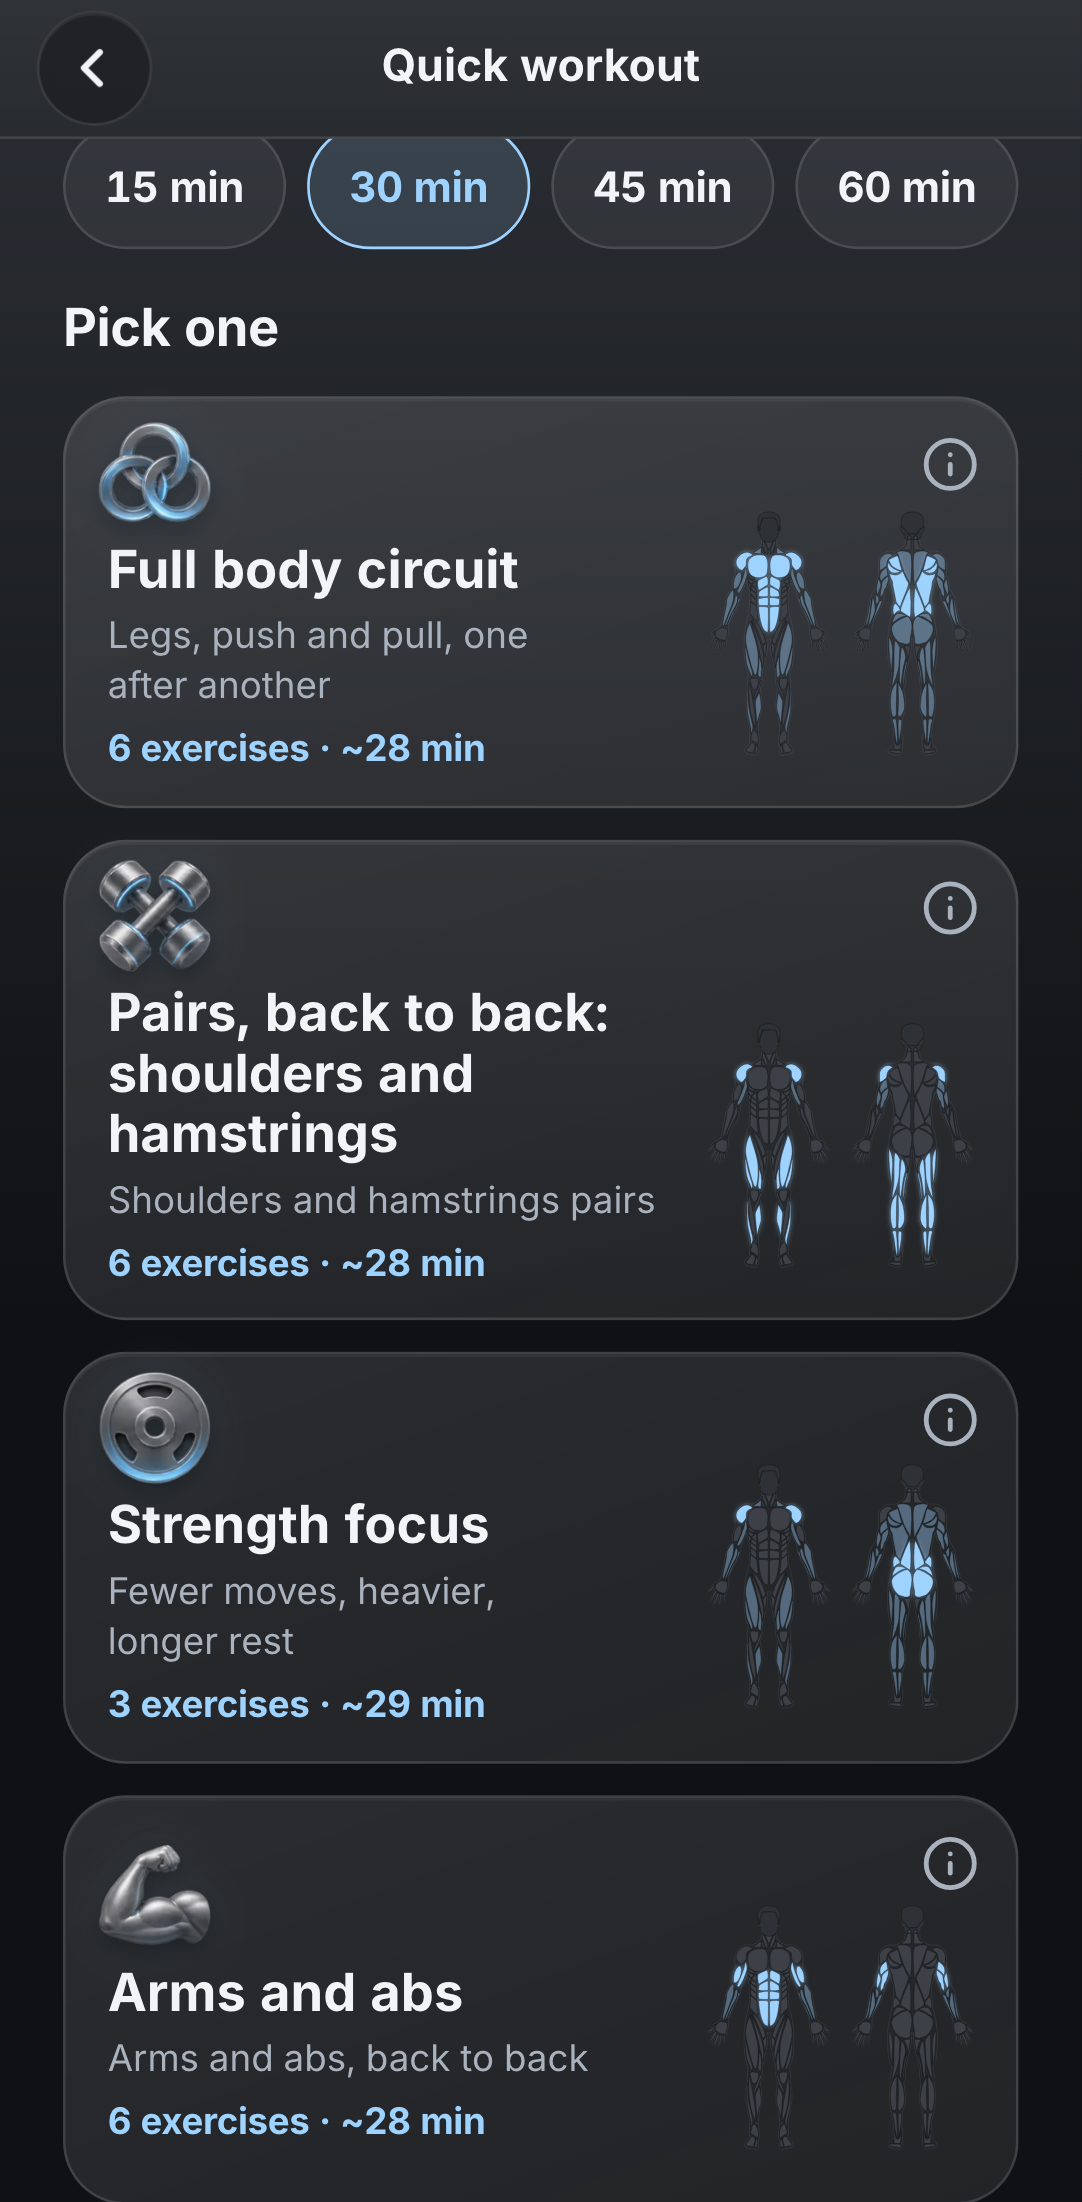 Quick workout
15 min
30 min
45 min
60 min
Pick one
Full body circuit
Legs, push and pull, one
after another
6 exercises · ~28 min
Pairs, back to back:
shoulders and
hamstrings
Shoulders and hamstrings pairs
6 exercises · ~28 min
Strength focus
Fewer moves, heavier,
longer rest
3 exercises · ~29 min
Arms and abs
Arms and abs, back to back
6 exercises · ~28 min